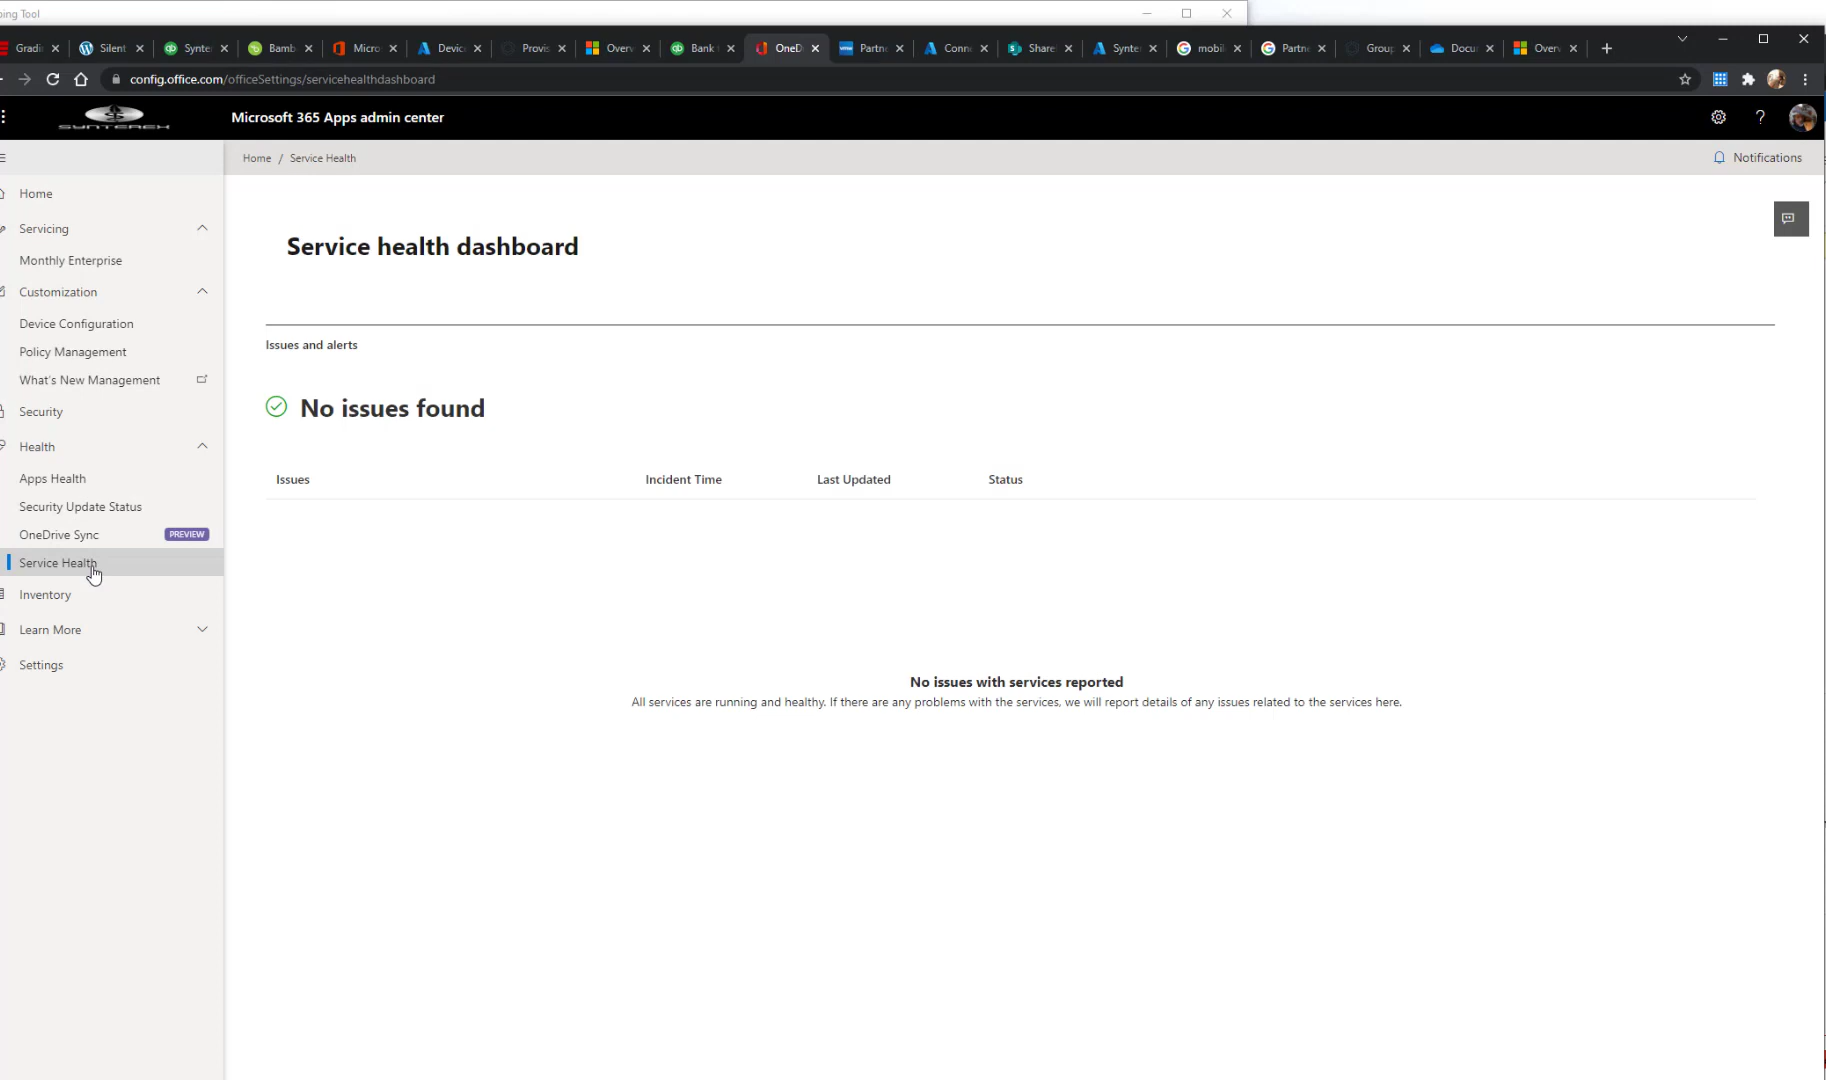 ping Tool
Gradi
Silent
Synte
Bamb
Micro
Device
Provis
Overv
Bank t
OneD
Partne
Conn
Share
Synte
mobil
Partne
Group
Docu
Overv
config.office.com/officeSettings/servicehealthdashboard
SYNTEREX
Microsoft 365 Apps admin center
?
Home / Service Health
Notifications
Home
Servicing
Monthly Enterprise
Customization
Device Configuration
Policy Management
What's New Management
Security
Health
Apps Health
Security Update Status
OneDrive Sync PREVIEW
Service Health
Inventory
Learn More
Settings
Service health dashboard
Issues and alerts
No issues found
Issues Incident Time Last Updated Status
No issues with services reported
All services are running and healthy. If there are any problems with the services, we will report details of any issues related to the services here.